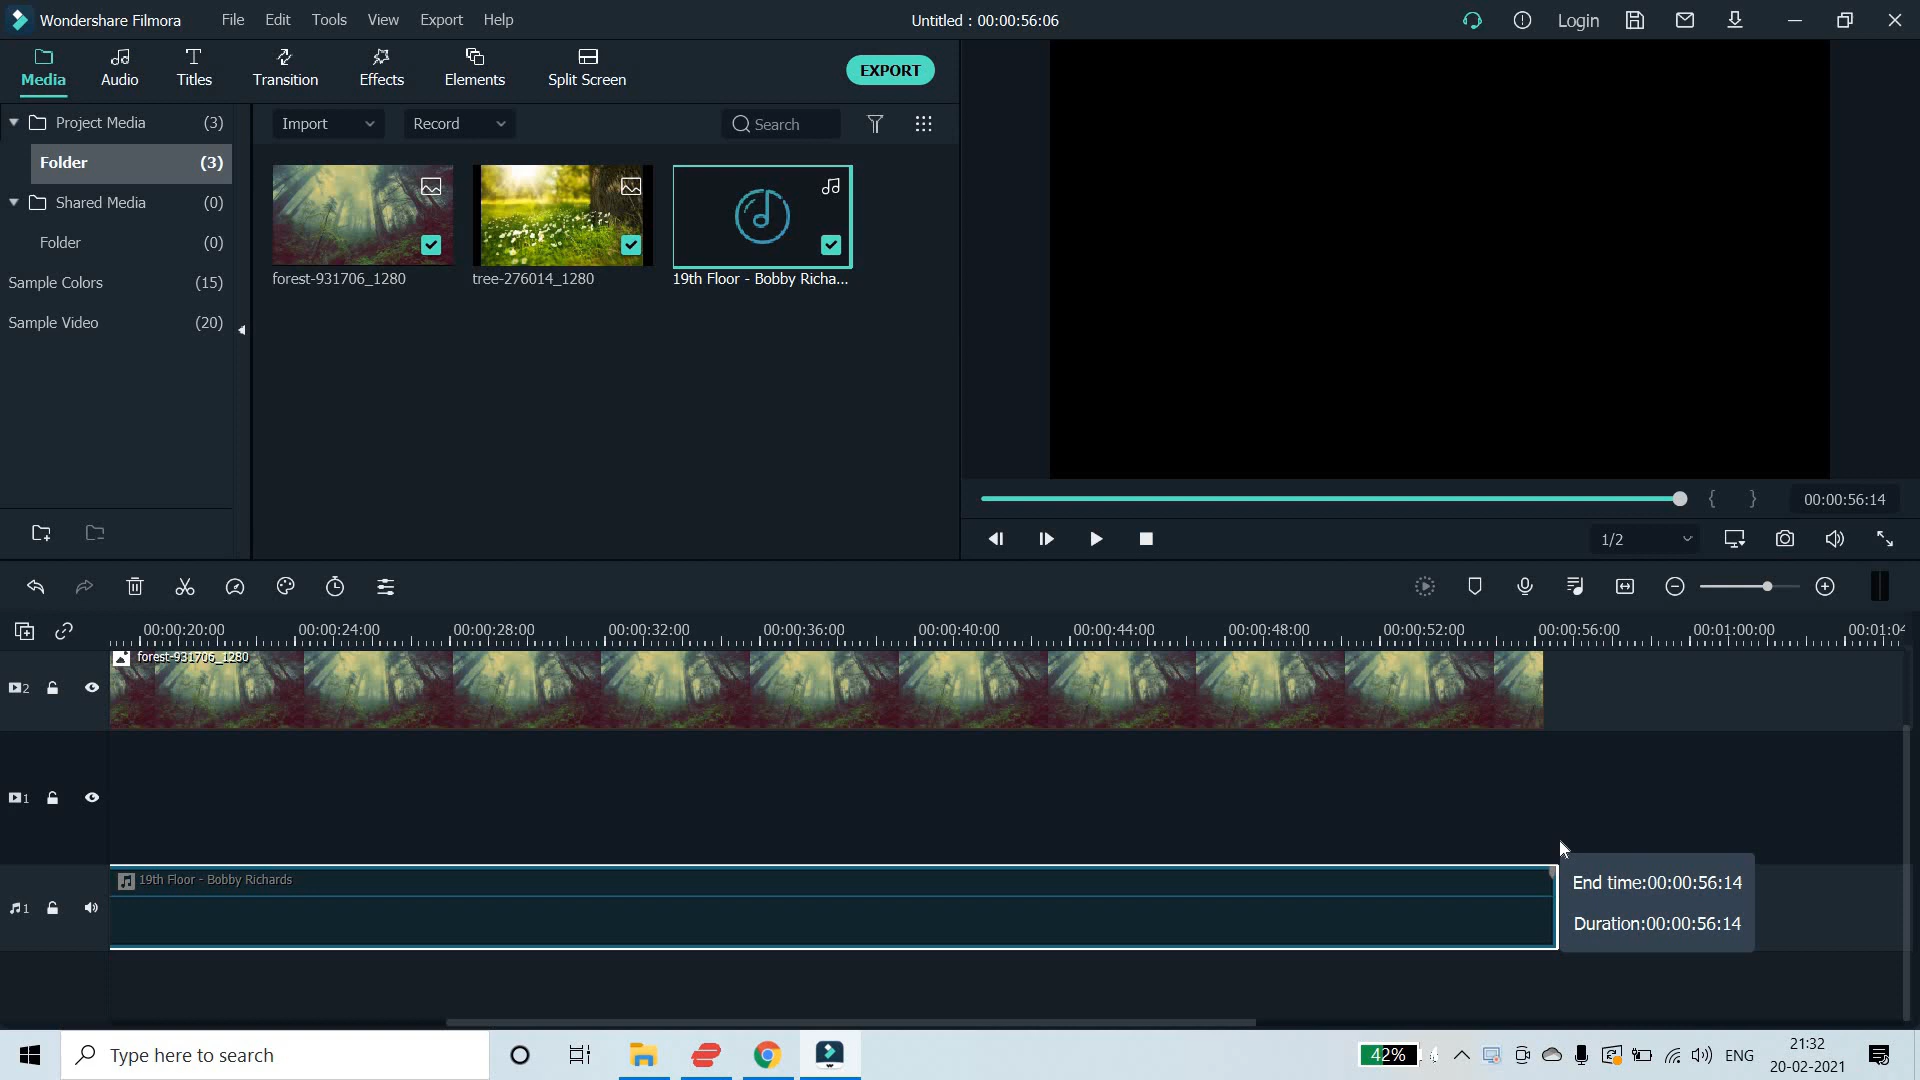 Wondershare Filmora
File Edit Tools View Export Help
Untitled : 00:00:56:06
Login
Media Audio Titles Transition Effects Elements Split Screen
EXPORT
Project Media (3)
Folder (3)
Shared Media (0)
Folder (0)
Sample Colors (15)
Sample Video (20)
Import Record Search
forest-931706_1280 tree-276014_1280 19th Floor - Bobby Richa...
00:00:56:14
1/2
00:00:20:00 00:00:24:00 00:00:28:00 00:00:32:00 00:00:36:00 00:00:40:00 00:00:44:00 00:00:48:00 00:00:52:00 00:00:56:00 00:01:00:00 00:01:04
forest-931706_1280
2
1
19th Floor - Bobby Richards
1
End time:00:00:56:14
Duration:00:00:56:14
Type here to search
42%
ENG
21:32
20-02-2021